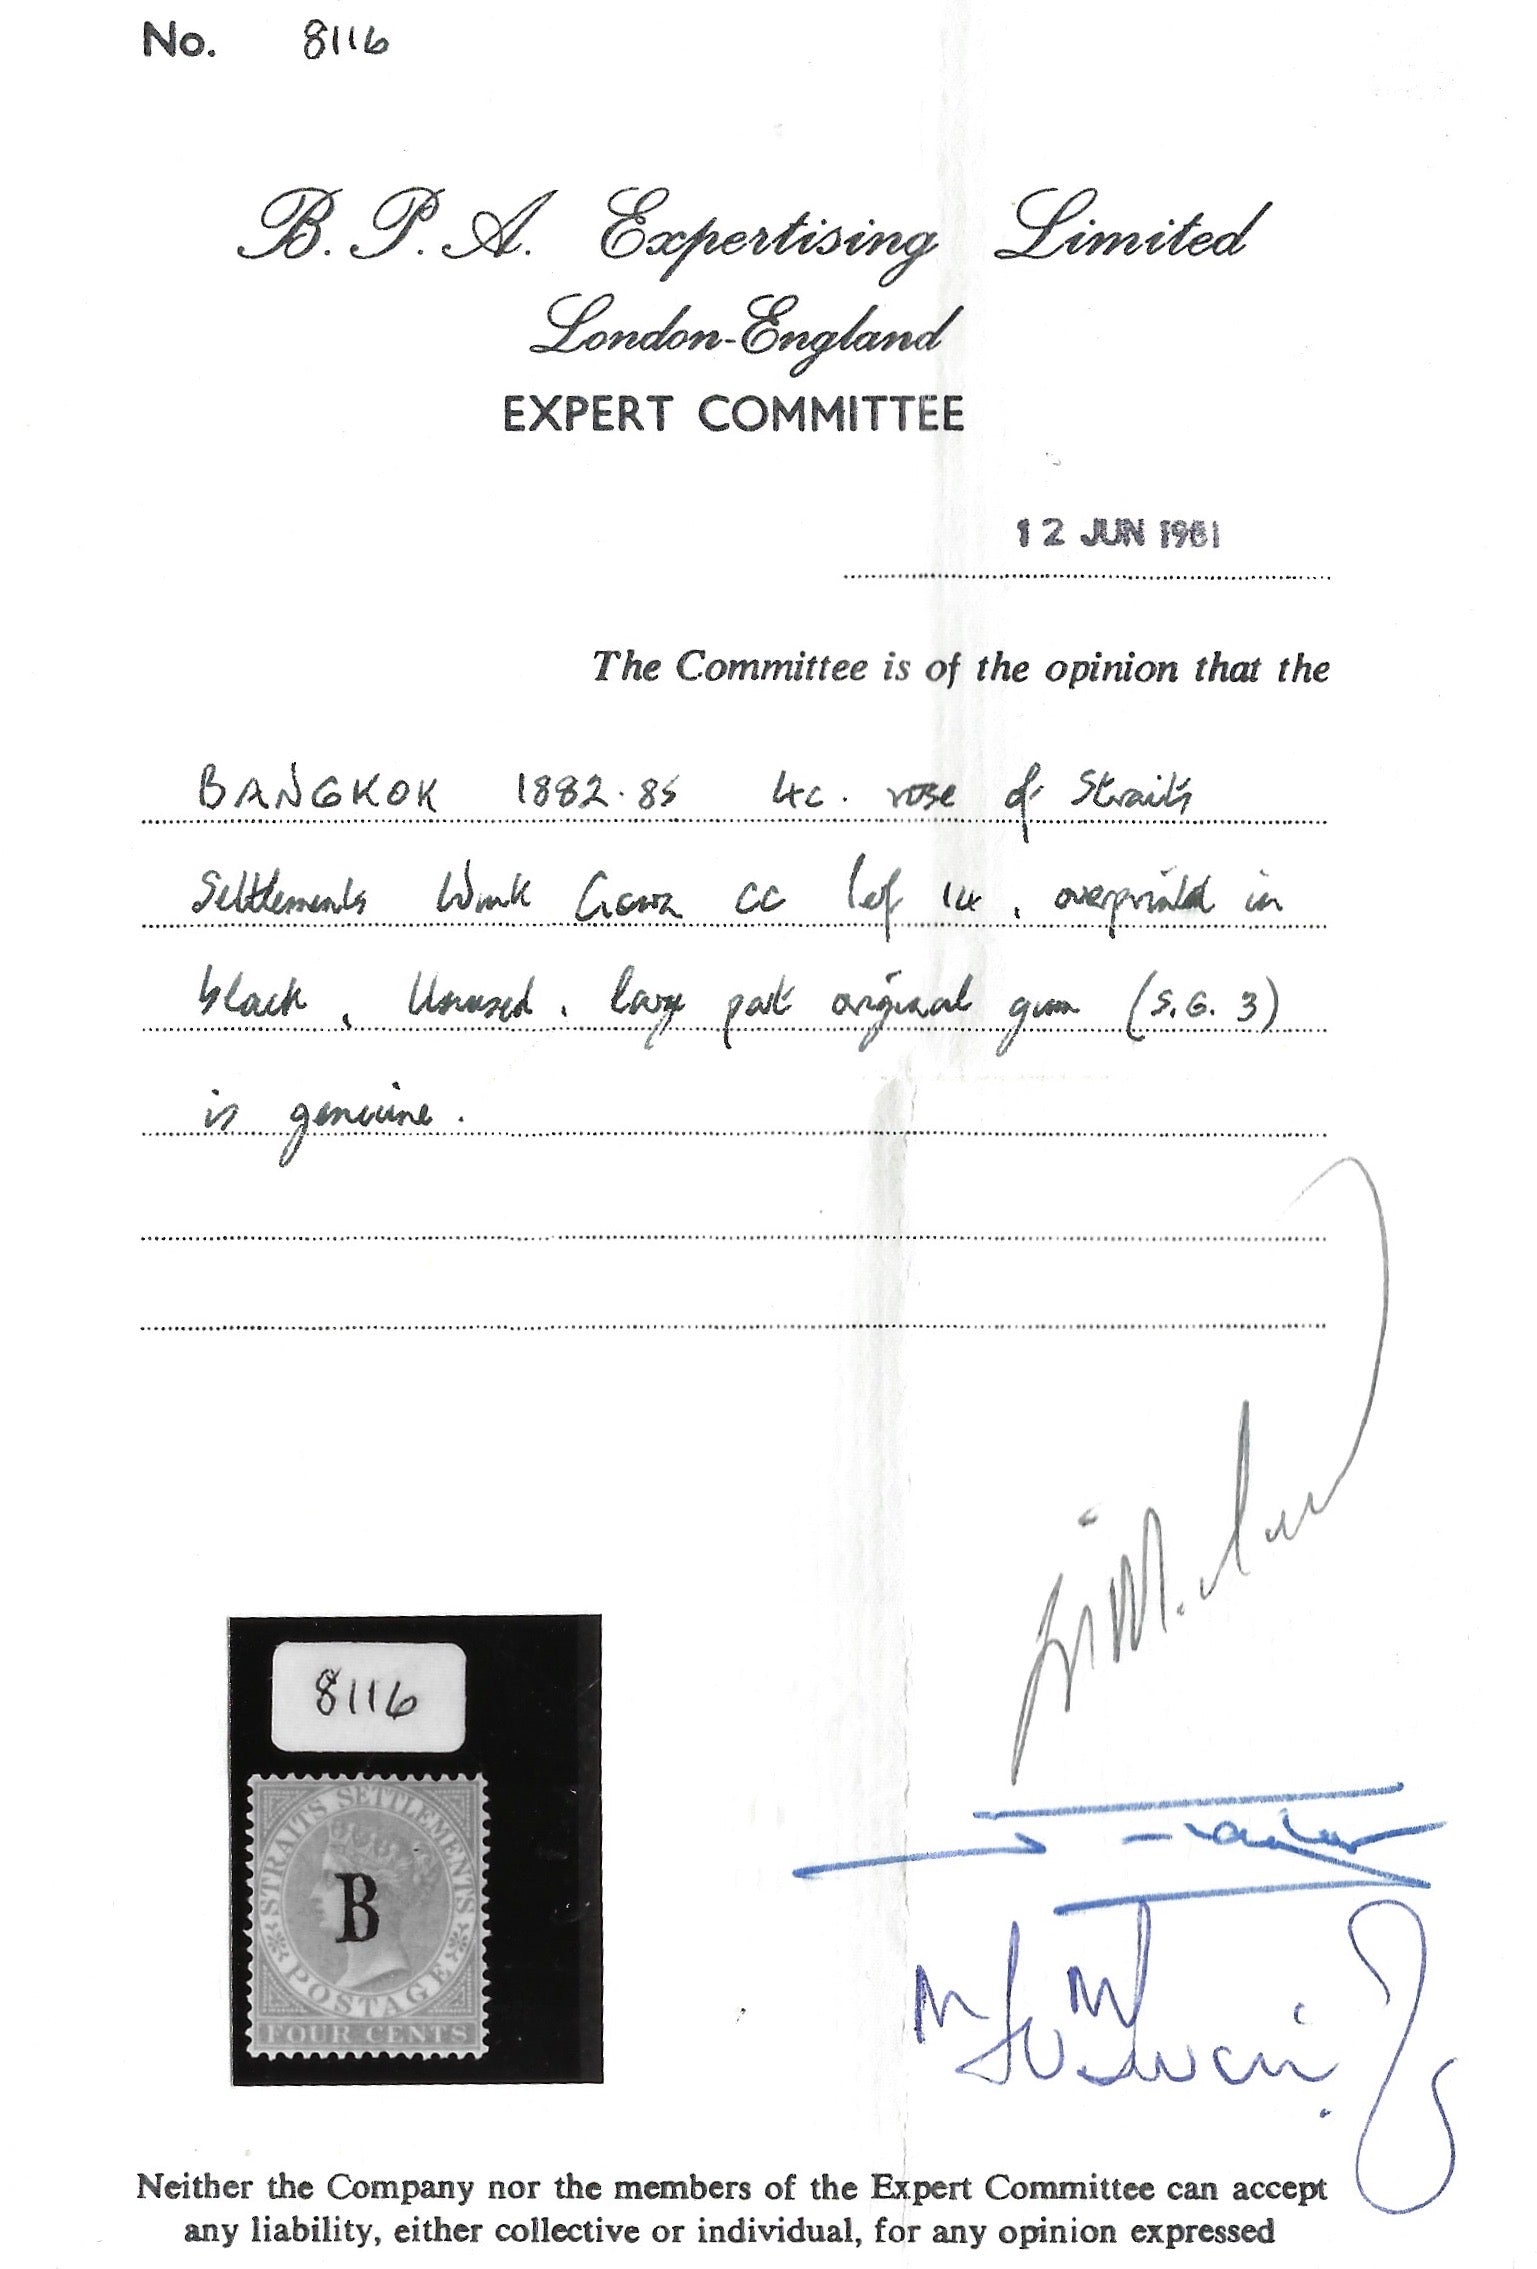 No. 8116
B. P. A. Expertising Limited
London-England
EXPERT COMMITTEE
12 JUN 1981
The Committee is of the opinion that the
BANGKOK 1882.85 4c. rose of Straits
Settlements Wmk Crown CC Perf 14, overprinted in
black, Unused, large part original gum (S.G. 3)
is genuine.
8116
STRAITS SETTLEMENTS
B
POSTAGE
FOUR CENTS
Neither the Company nor the members of the Expert Committee can accept
any liability, either collective or individual, for any opinion expressed